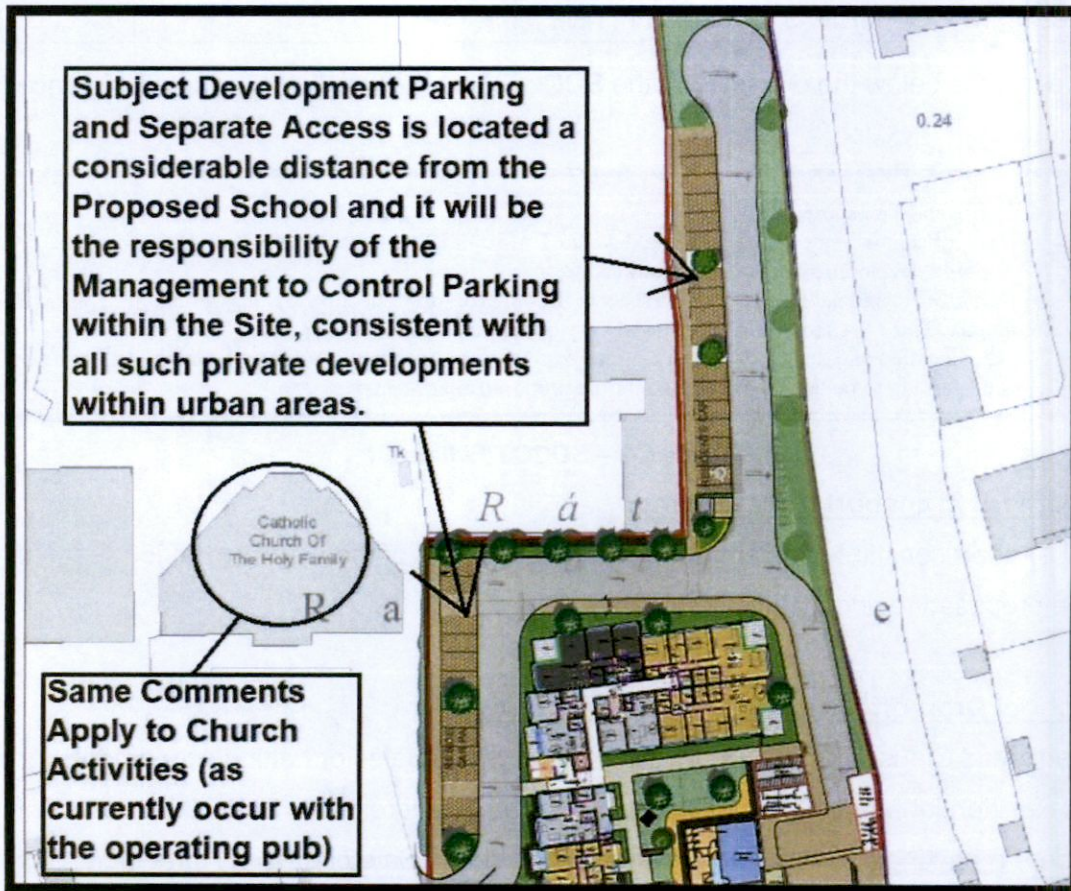 Subject Development Parking
and Separate Access is located a
considerable distance from the
Proposed School and it will be
the responsibility of the
Management to Control Parking
within the Site, consistent with
all such private developments
within urban areas.
0.24
Tk
R á t
Catholic
Church Of
The Holy Family
R a
e
Same Comments
Apply to Church
Activities (as
currently occur with
the operating pub)